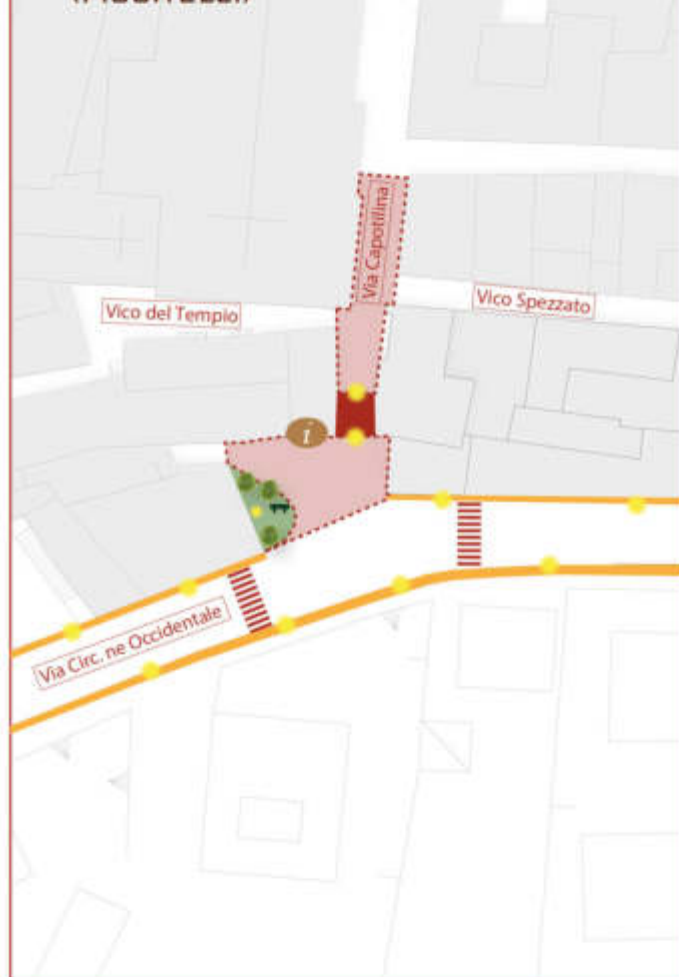 Via Capotilina
Vico del Tempio
Vico Spezzato
i
Via Circ. ne Occidentale